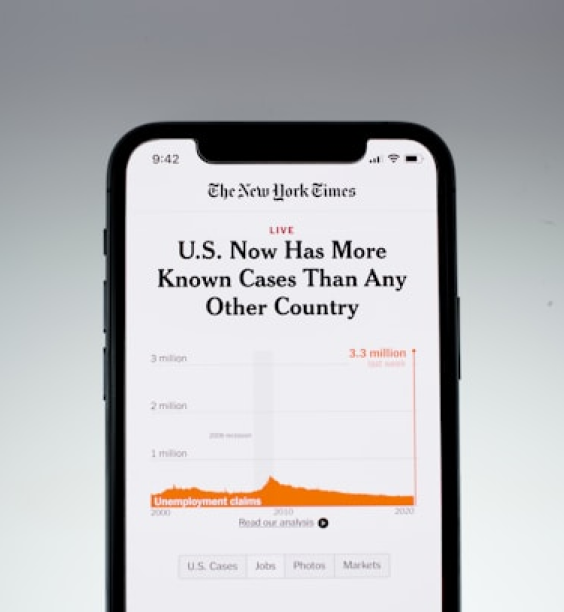 9:42
The New York Times
LIVE
U.S. Now Has More
Known Cases Than Any
Other Country
3.3 million
3 million
last week
2 million
2009 recession
1 million
Unemployment claims
2000 2010 2020
Read our analysis
U.S. Cases Jobs Photos Markets